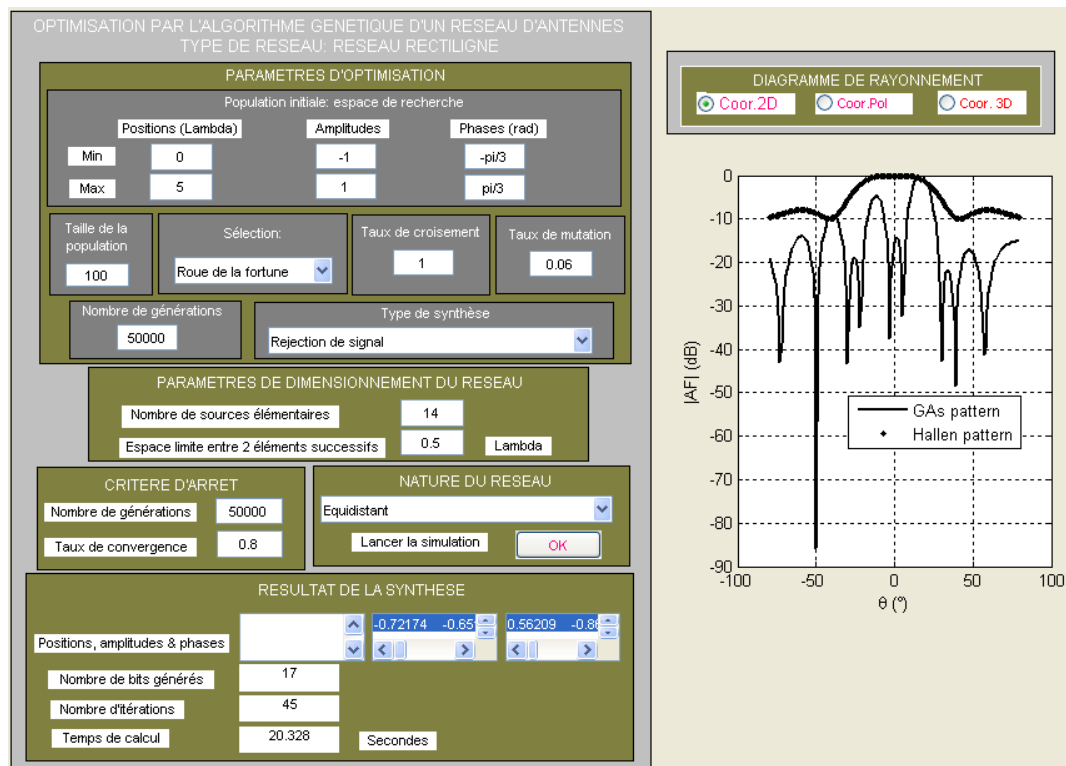 OPTIMISATION PAR L'ALGORITHME GENETIQUE D'UN RESEAU D'ANTENNES
TYPE DE RESEAU: RESEAU RECTILIGNE
PARAMETRES D'OPTIMISATION
Population initiale: espace de recherche
Positions (Lambda) Amplitudes Phases (rad)
Min 0 -1 -pi/3
Max 5 1 pi/3
Taille de la
population
100
Sélection:
Roue de la fortune
Taux de croisement
1
Taux de mutation
0.06
Nombre de générations
50000
Type de synthèse
Rejection de signal
PARAMETRES DE DIMENSIONNEMENT DU RESEAU
Nombre de sources élémentaires 14
Espace limite entre 2 éléments successifs 0.5 Lambda
CRITERE D'ARRET
Nombre de générations 50000
Taux de convergence 0.8
NATURE DU RESEAU
Equidistant
Lancer la simulation OK
RESULTAT DE LA SYNTHESE
Positions, amplitudes & phases -0.72174 0.56209
Nombre de bits générés 17
Nombre d'itérations 45
Temps de calcul 20.328 Secondes
DIAGRAMME DE RAYONNEMENT
Coor.2D Coor.Pol Coor. 3D
0
-10
-20
-30
-40
-50
-60
-70
-80
-90
|AF| (dB)
GAs pattern
Hallen pattern
-100 -50 0 50 100
θ (°)